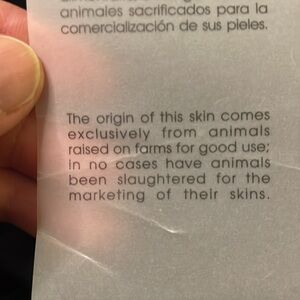 animales sacrificados para la
comercialización de sus pieles.
The origin of this skin comes
exclusively from animals
raised on farms for good use;
in no cases have animals
been slaughtered for the
marketing of their skins.